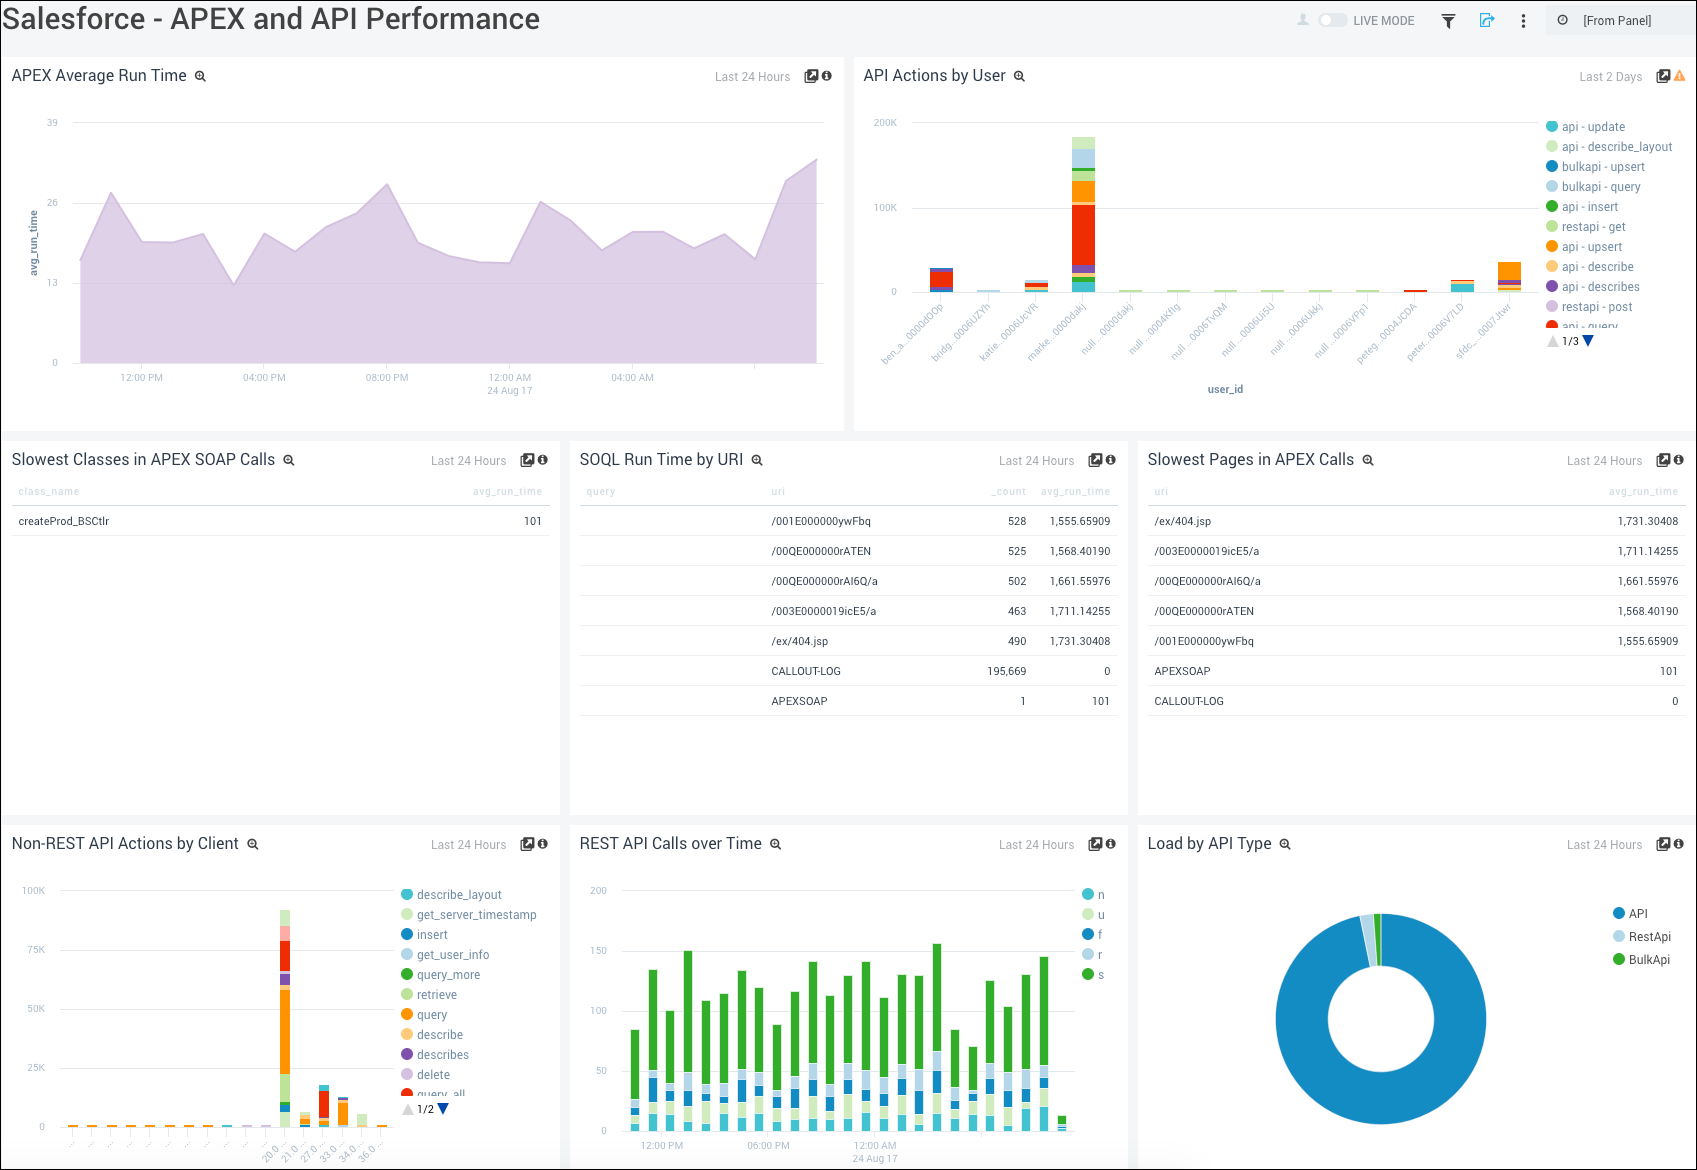 Salesforce - APEX and API Performance
LIVE MODE
[From Panel]
APEX Average Run Time
Last 24 Hours
39
26
13
0
avg_run_time
12:00 PM
04:00 PM
08:00 PM
12:00 AM
24 Aug 17
04:00 AM
API Actions by User
Last 2 Days
200K
100K
0
ben_a...0000dOOp
bridg...0006UZYh
katie...0006UcVR
marke...0000dakj
null ...0000dakj
null ...0004KfIg
null ...0006TvQM
null ...0006Ui5U
null ...0006Ukkj
null ...0006VPp1
peteg...0004JCDA
peter...0006V7LD
sfdc_...0007Jtwr
user_id
api - update
api - describe_layout
bulkapi - upsert
bulkapi - query
api - insert
restapi - get
api - upsert
api - describe
api - describes
restapi - post
api - query
1/3
Slowest Classes in APEX SOAP Calls
Last 24 Hours
class_name avg_run_time
createProd_BSCtlr 101
SOQL Run Time by URI
Last 24 Hours
query uri _count avg_run_time
/001E000000ywFbq 528 1,555.65909
/00QE000000rATEN 525 1,568.40190
/00QE000000rAI6Q/a 502 1,661.55976
/003E0000019icE5/a 463 1,711.14255
/ex/404.jsp 490 1,731.30408
CALLOUT-LOG 195,669 0
APEXSOAP 1 101
Slowest Pages in APEX Calls
Last 24 Hours
uri avg_run_time
/ex/404.jsp 1,731.30408
/003E0000019icE5/a 1,711.14255
/00QE000000rAI6Q/a 1,661.55976
/00QE000000rATEN 1,568.40190
/001E000000ywFbq 1,555.65909
APEXSOAP 101
CALLOUT-LOG 0
Non-REST API Actions by Client
Last 24 Hours
100K
75K
50K
25K
0
...
...
...
...
...
...
...
...
...
...
...
20.0 ...
21.0 ...
27.0 ...
33.0 ...
34.0 ...
36.0 ...
describe_layout
get_server_timestamp
insert
get_user_info
query_more
retrieve
query
describe
describes
delete
query_all
1/2
REST API Calls over Time
Last 24 Hours
200
150
100
50
0
12:00 PM
06:00 PM
12:00 AM
24 Aug 17
n
u
f
r
s
Load by API Type
Last 24 Hours
API
RestApi
BulkApi